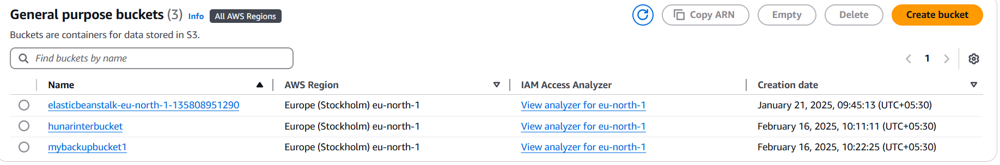 General purpose buckets (3) Info All AWS Regions Copy ARN Empty Delete Create bucket
Buckets are containers for data stored in S3.
Find buckets by name 1
Name AWS Region IAM Access Analyzer Creation date
elasticbeanstalk-eu-north-1-135808951290 Europe (Stockholm) eu-north-1 View analyzer for eu-north-1 January 21, 2025, 09:45:13 (UTC+05:30)
hunarinterbucket Europe (Stockholm) eu-north-1 View analyzer for eu-north-1 February 16, 2025, 10:11:11 (UTC+05:30)
mybackupbucket1 Europe (Stockholm) eu-north-1 View analyzer for eu-north-1 February 16, 2025, 10:22:25 (UTC+05:30)